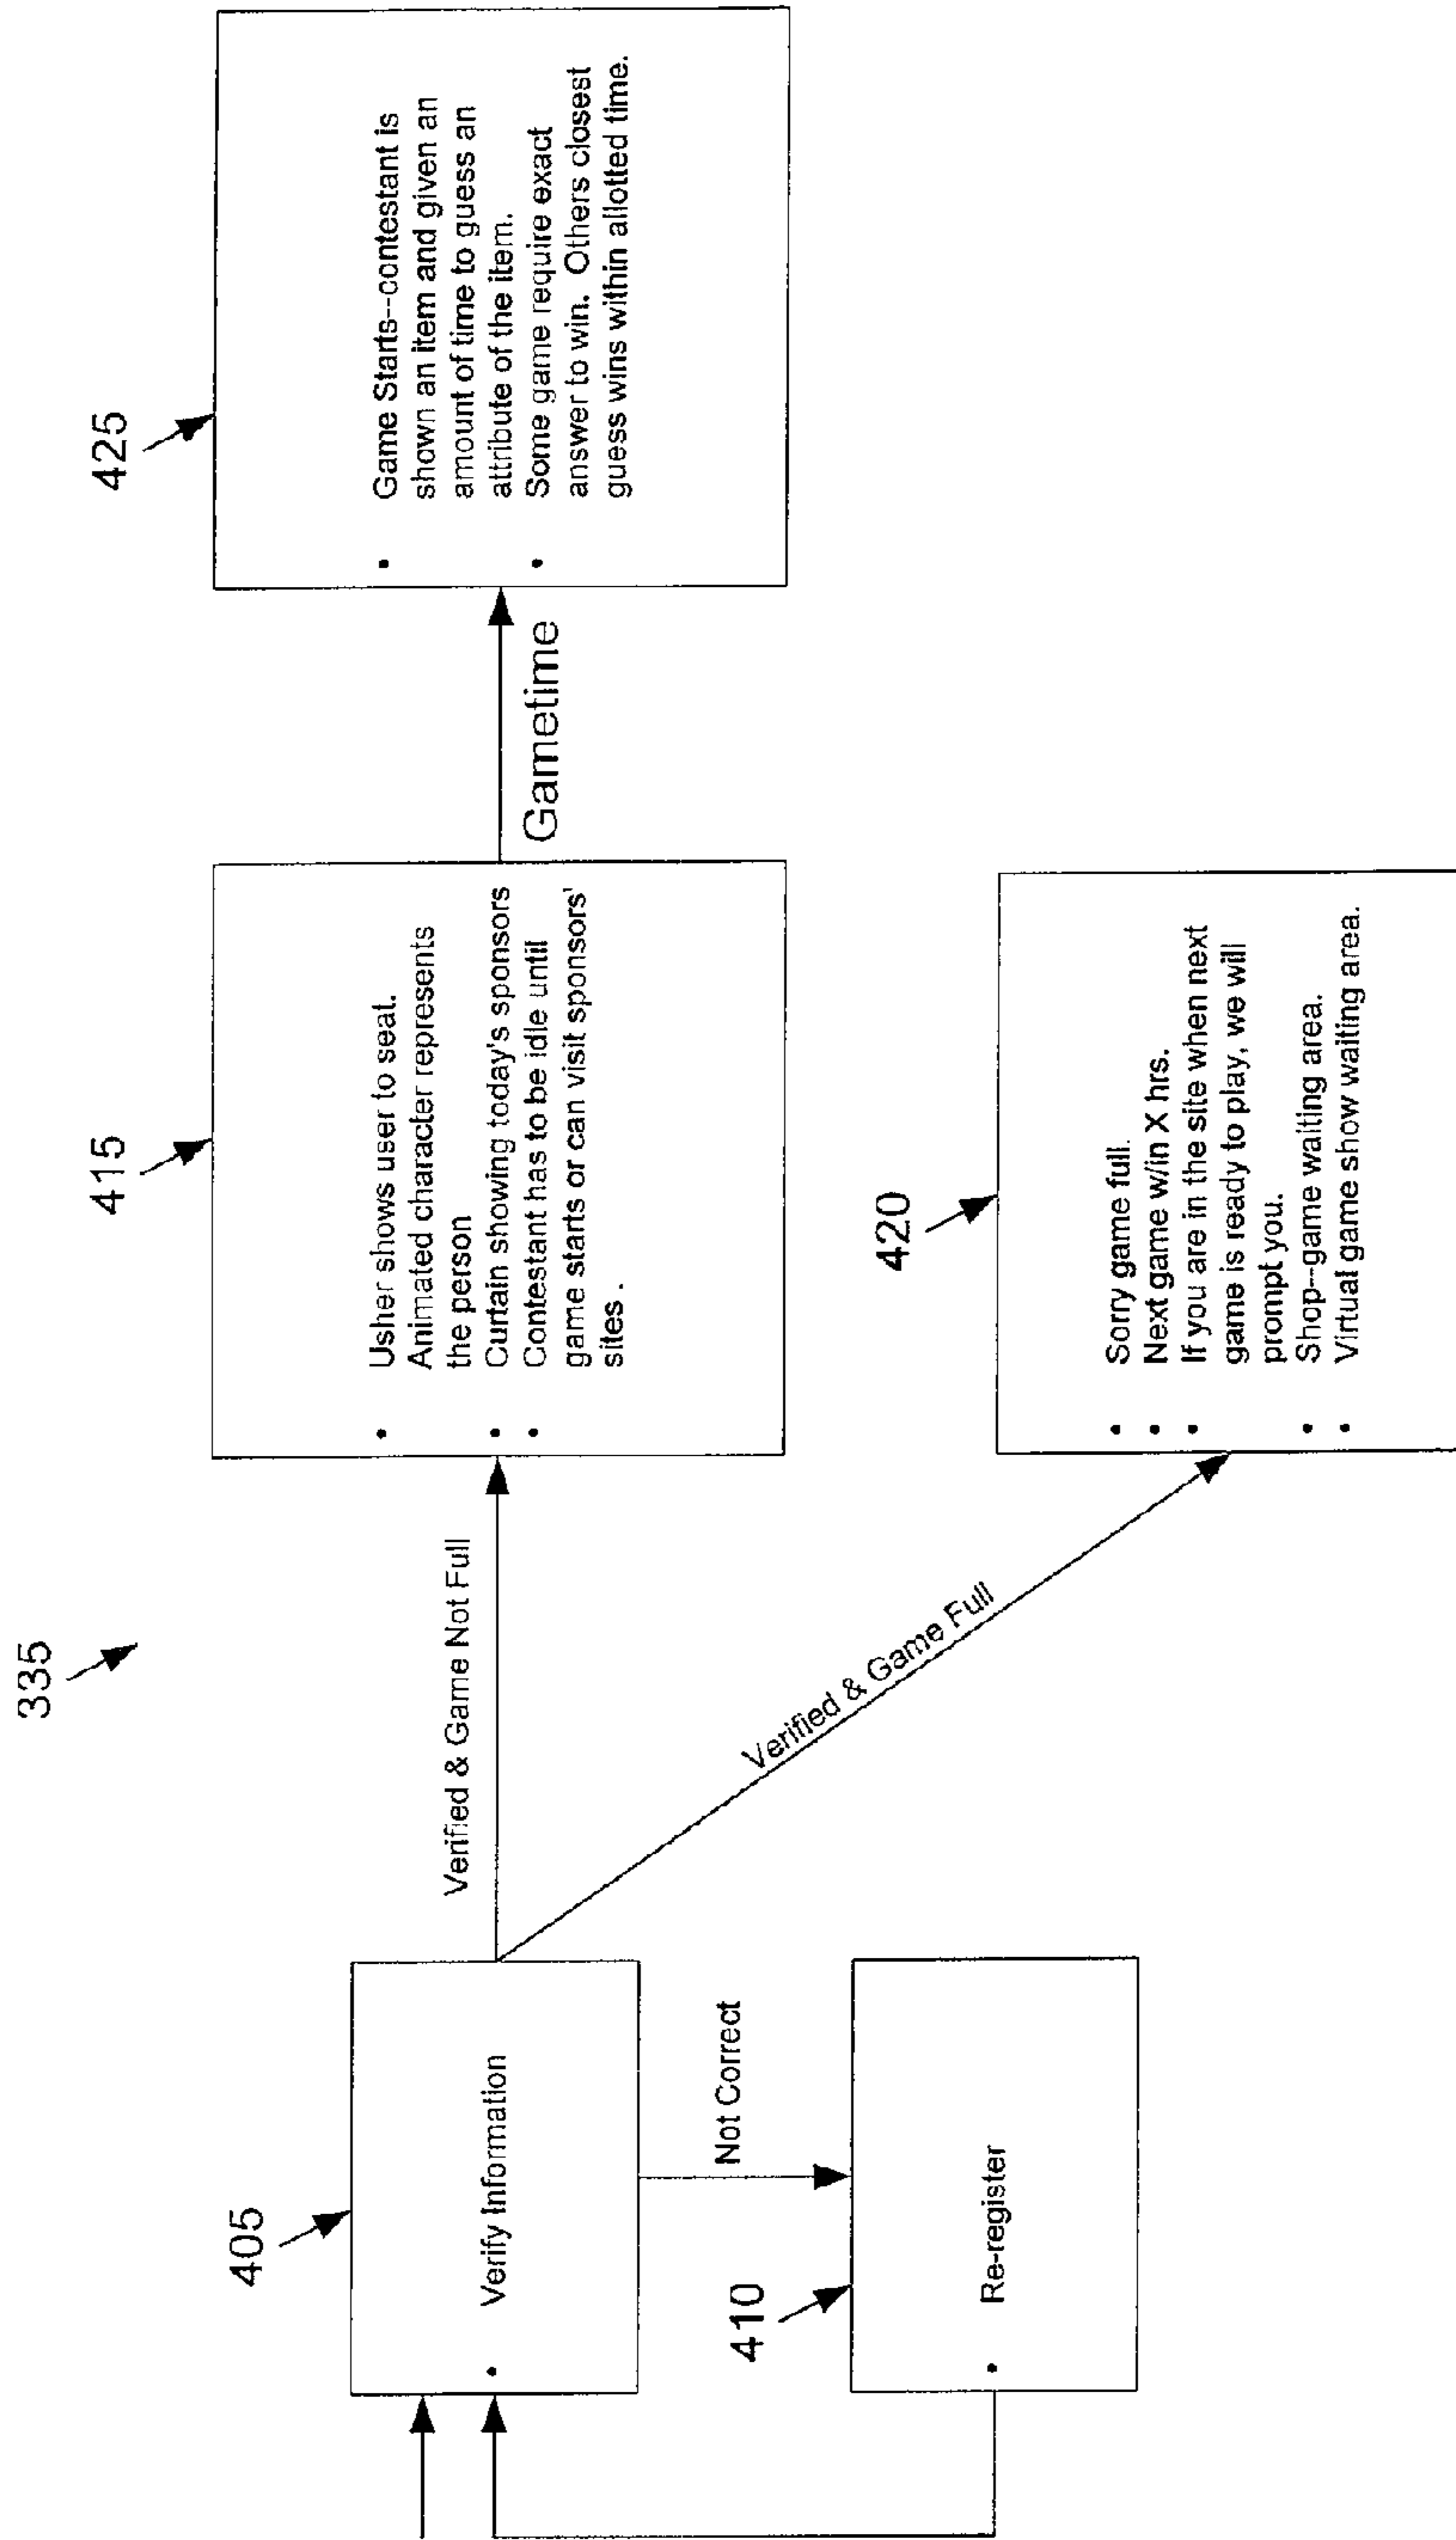 335
405
• Verify Information
Not Correct
410
• Re-register
Verified & Game Not Full
Verified & Game Full
415
• Usher shows user to seat.
Animated character represents
the person
• Curtain showing today's sponsors
• Contestant has to be idle until
game starts or can visit sponsors'
sites .
420
• Sorry game full.
• Next game w/in X hrs.
• If you are in the site when next
game is ready to play, we will
prompt you.
• Shop--game waiting area.
• Virtual game show waiting area.
Gametime
425
• Game Starts--contestant is
shown an item and given an
amount of time to guess an
attribute of the item.
• Some game require exact
answer to win. Others closest
guess wins within allotted time.